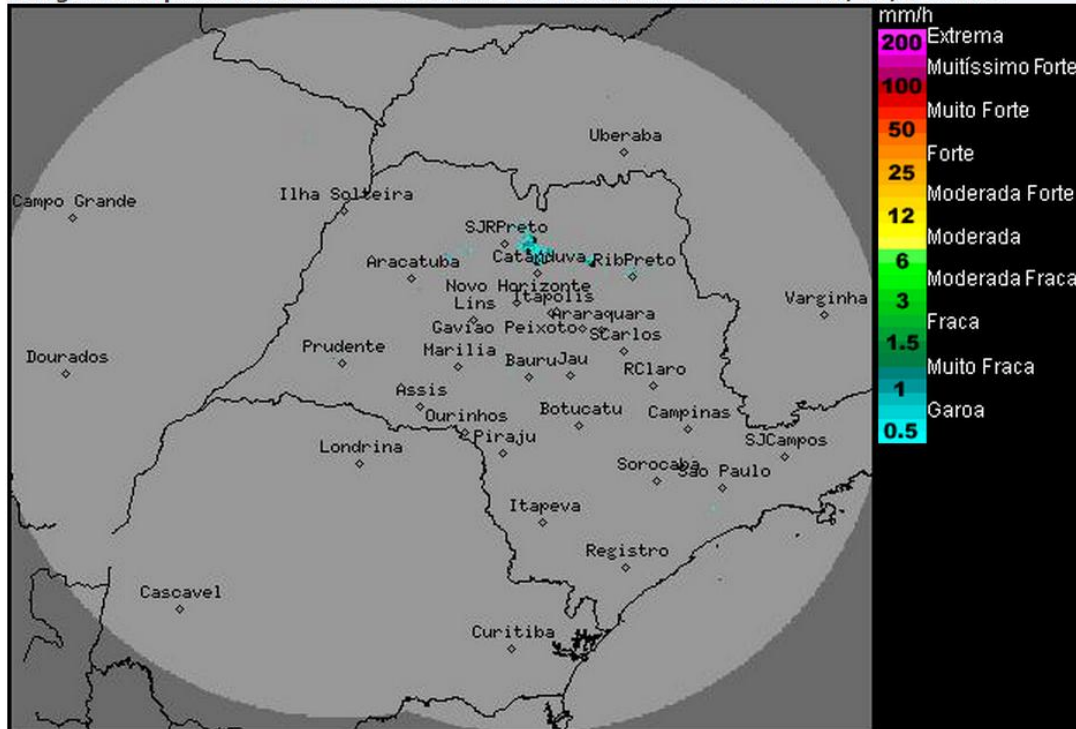 mm/h
200 Extrema
Muitíssimo Forte
100
Muito Forte
50
Forte
25
Moderada Forte
12
Moderada
6
Moderada Fraca
3
Fraca
1.5
Muito Fraca
1
Garoa
0.5
Uberaba
Ilha Solteira
Campo Grande
SJRPreto
Catanduva
RibPreto
Aracatuba
Novo Horizonte
Itapolis
Lins
Araraquara
Varginha
Gaviao Peixoto
SCarlos
Prudente
Marilia
Dourados
Bauru
Jau
RClaro
Assis
Ourinhos
Botucatu
Campinas
Piraju
SJCampos
Londrina
Sorocaba
Sao Paulo
Itapeva
Registro
Cascavel
Curitiba